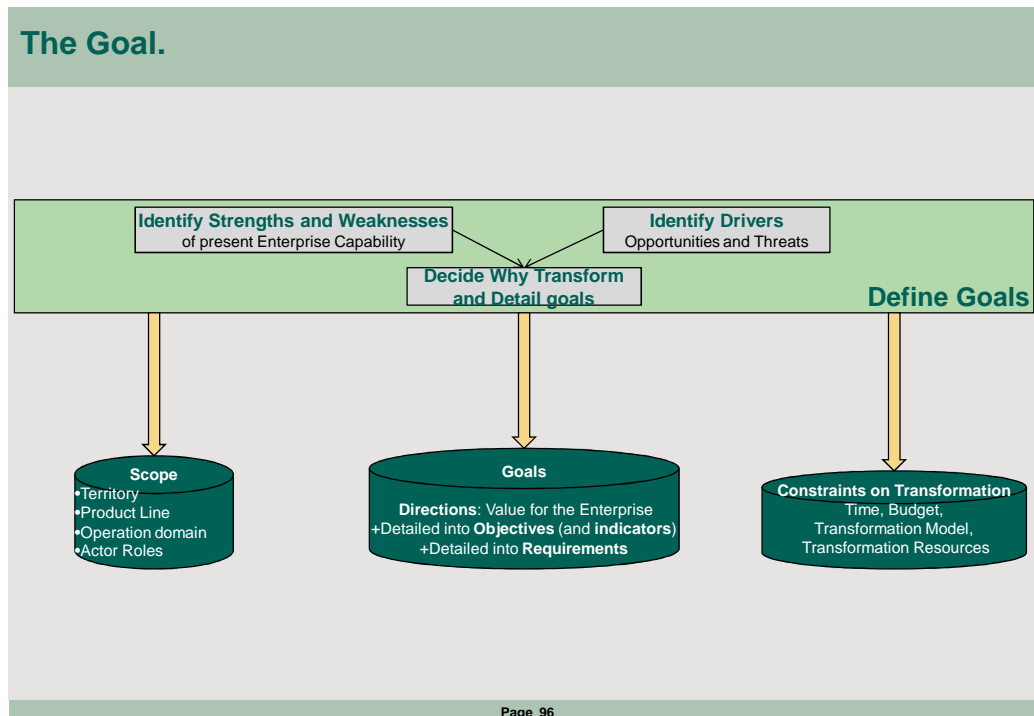 The Goal.
Identify Strengths and Weaknesses
of present Enterprise Capability
Identify Drivers
Opportunities and Threats
Decide Why Transform
and Detail goals
Define Goals
Scope
•Territory
•Product Line
•Operation domain
•Actor Roles
Goals
Directions: Value for the Enterprise
+Detailed into Objectives (and indicators)
+Detailed into Requirements
Constraints on Transformation
Time, Budget,
Transformation Model,
Transformation Resources
Page 96